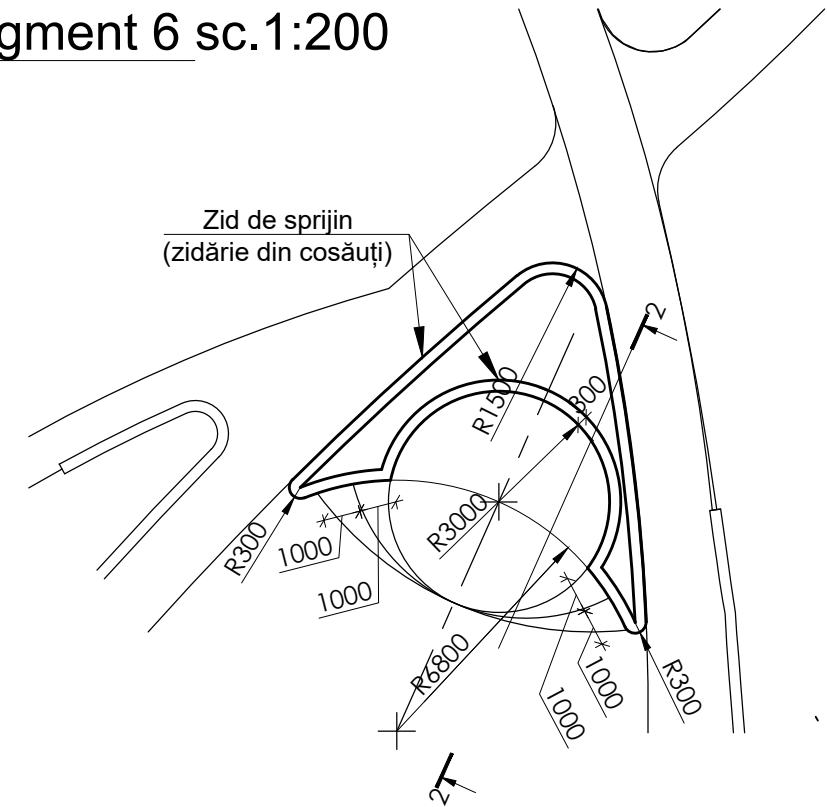 gment 6 sc.1:200
Zid de sprijin
(zidărie din cosăuți)
2
R1500
300
R3000
R300
1000
1000
R6800
1000
1000
R300
2